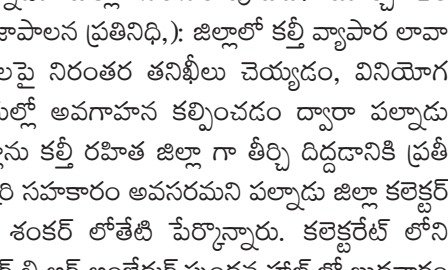 జాపాలన ప్రతినిధి,): జిల్లాలో కల్తీ వ్యాపార లావా
లపై నిరంతర తనిఖీలు చెయ్యడం, వినియోగ
ుల్లో అవగాహన కల్పించడం ద్వారా పల్నాడు
ను కల్తీ రహిత జిల్లా గా తీర్చి దిద్దడానికి ప్రతీ
రి సహకారం అవసరమని పల్నాడు జిల్లా కలెక్టర్
శంకర్ లోతేటి పేర్కొన్నారు. కలెక్టరేట్ లోని